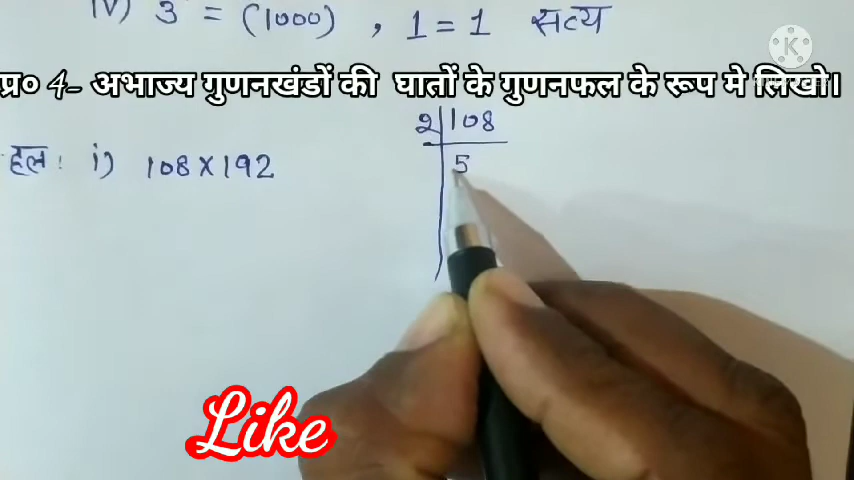 iv) 3 = (1000) , 1 = 1 सत्य
प्र० 4- अभाज्य गुणनखंडों की घातों के गुणनफल के रूप मे लिखो।
हल: i) 108 x 192
2 108
5
Like
K